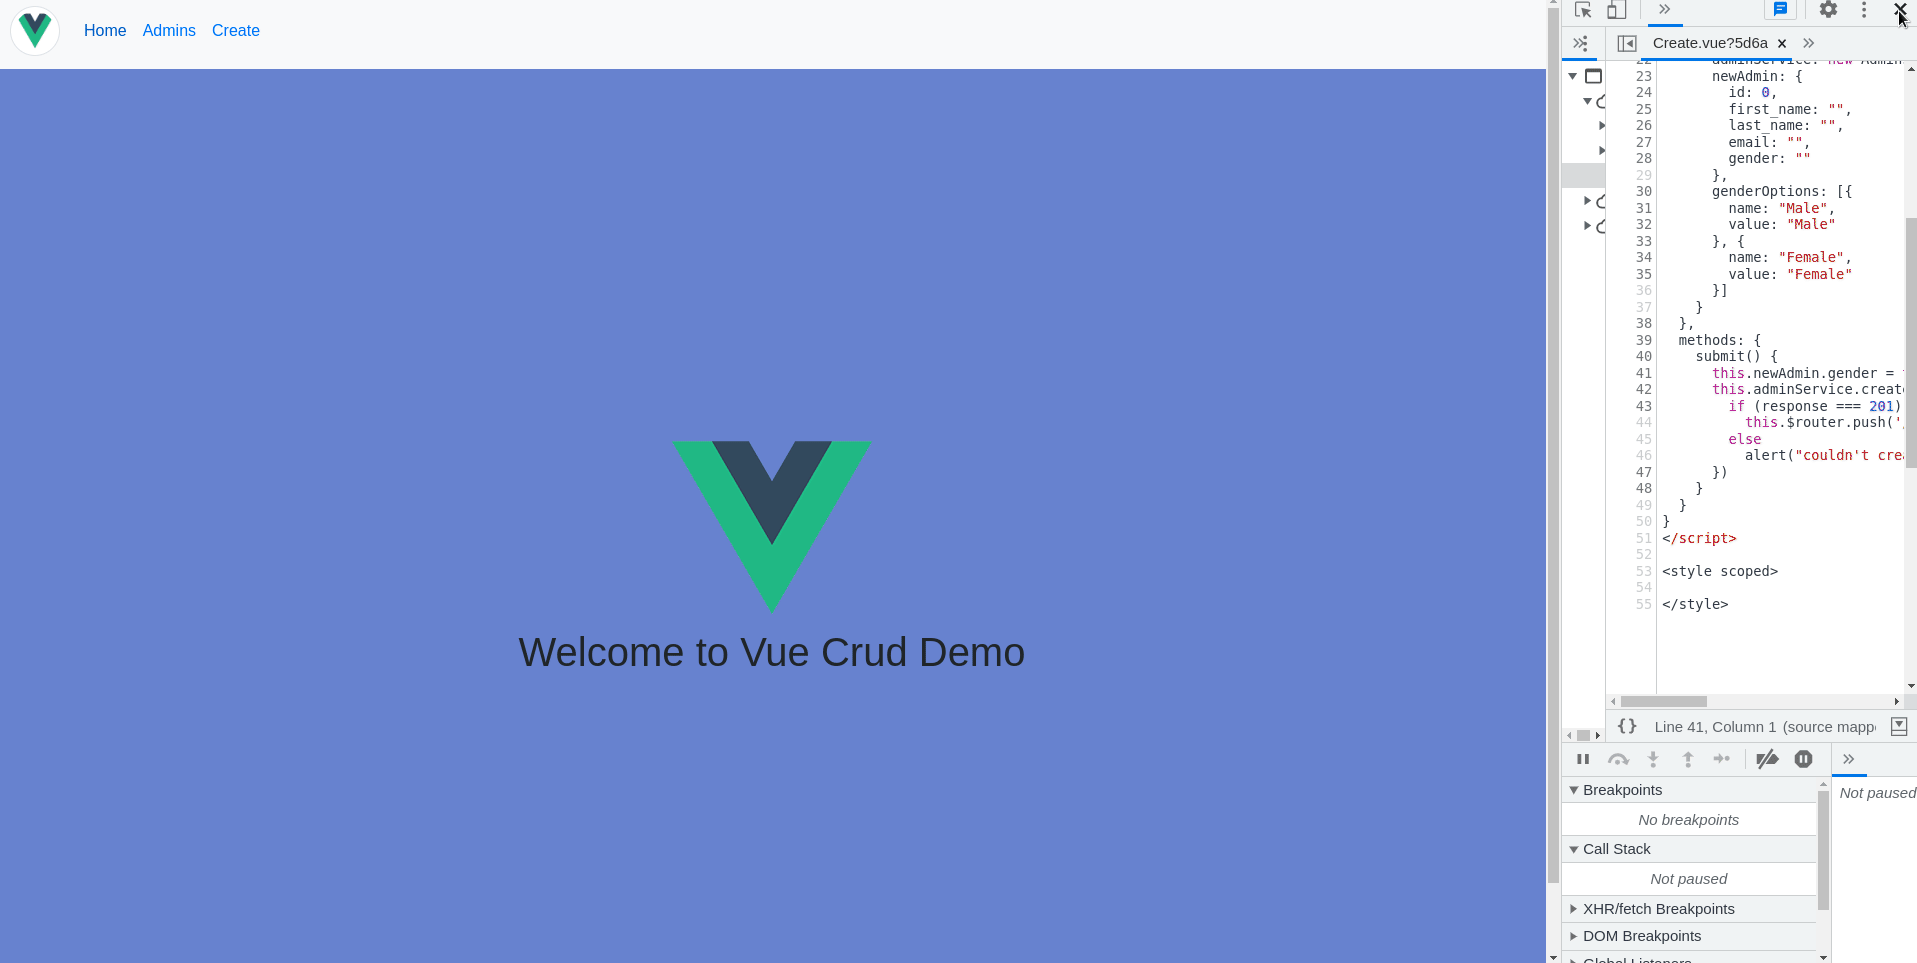 Home Admins Create
Welcome to Vue Crud Demo
Create.vue?5d6a
23 newAdmin: {
24 id: 0,
25 first_name: "",
26 last_name: "",
27 email: "",
28 gender: ""
29 },
30 genderOptions: [{
31 name: "Male",
32 value: "Male"
33 }, {
34 name: "Female",
35 value: "Female"
36 }]
37 }
38 },
39 methods: {
40 submit() {
41 this.newAdmin.gender =
42 this.adminService.create
43 if (response === 201)
44 this.$router.push('
45 else
46 alert("couldn't cre
47 })
48 }
49 }
50 }
51 </script>
52
53 <style scoped>
54
55 </style>
{} Line 41, Column 1 (source mapp
Breakpoints
No breakpoints
Call Stack
Not paused
XHR/fetch Breakpoints
DOM Breakpoints
Not paused